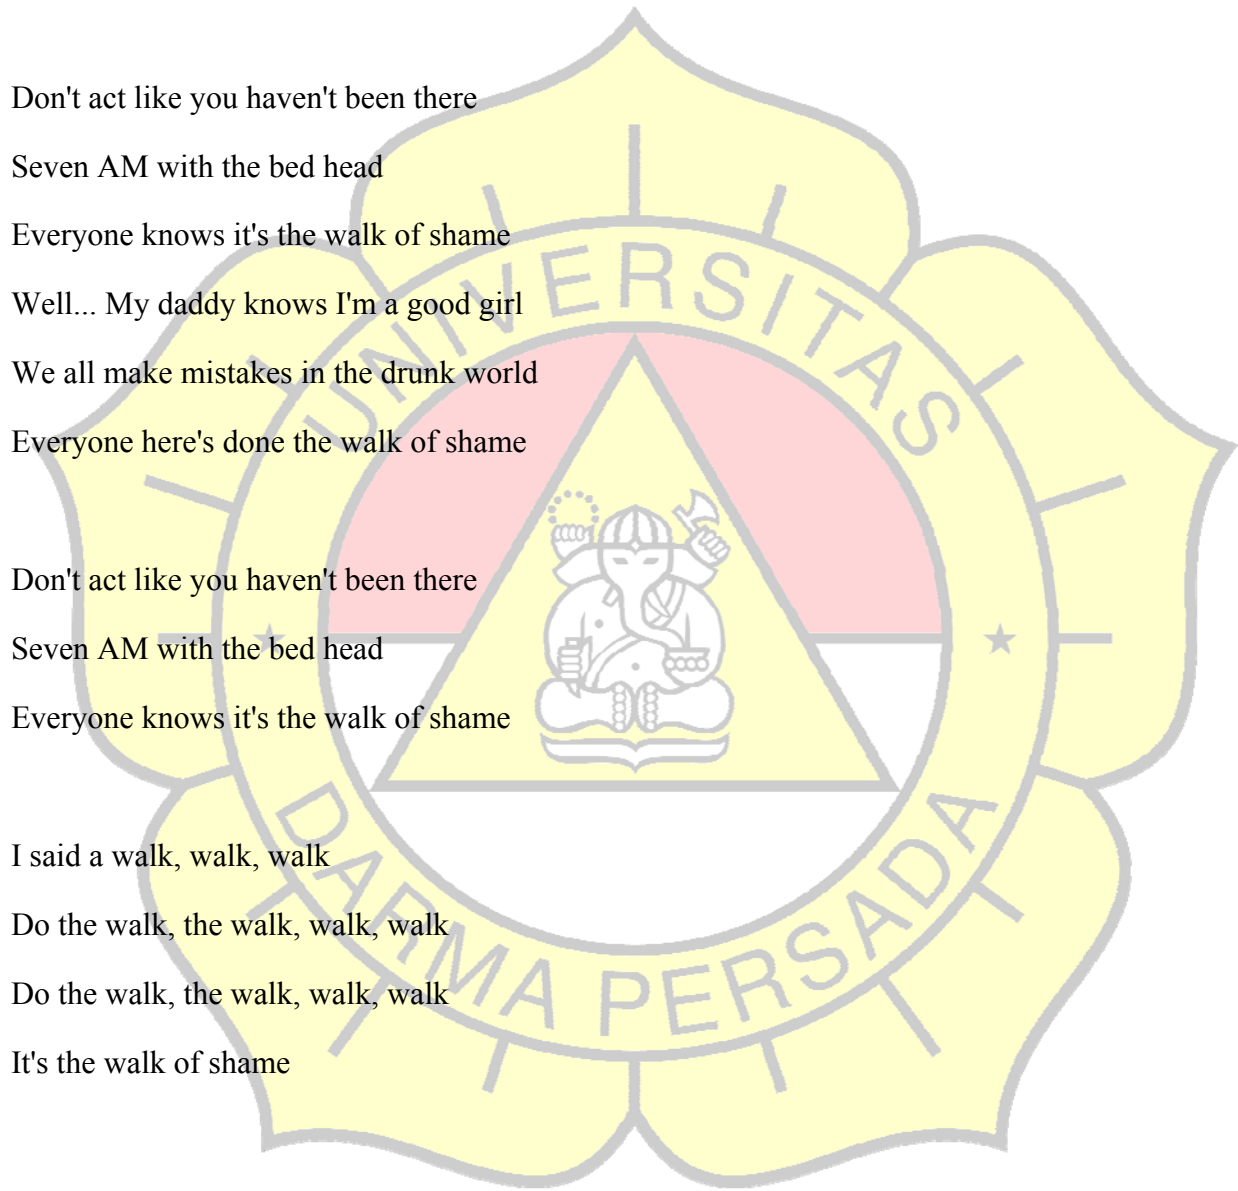 Don't act like you haven't been there
Seven AM with the bed head
Everyone knows it's the walk of shame
Well... My daddy knows I'm a good girl
We all make mistakes in the drunk world
Everyone here's done the walk of shame
Don't act like you haven't been there
Seven AM with the bed head
Everyone knows it's the walk of shame
I said a walk, walk, walk
Do the walk, the walk, walk, walk
Do the walk, the walk, walk, walk
It's the walk of shame
UNIVERSITAS
DARMA PERSADA